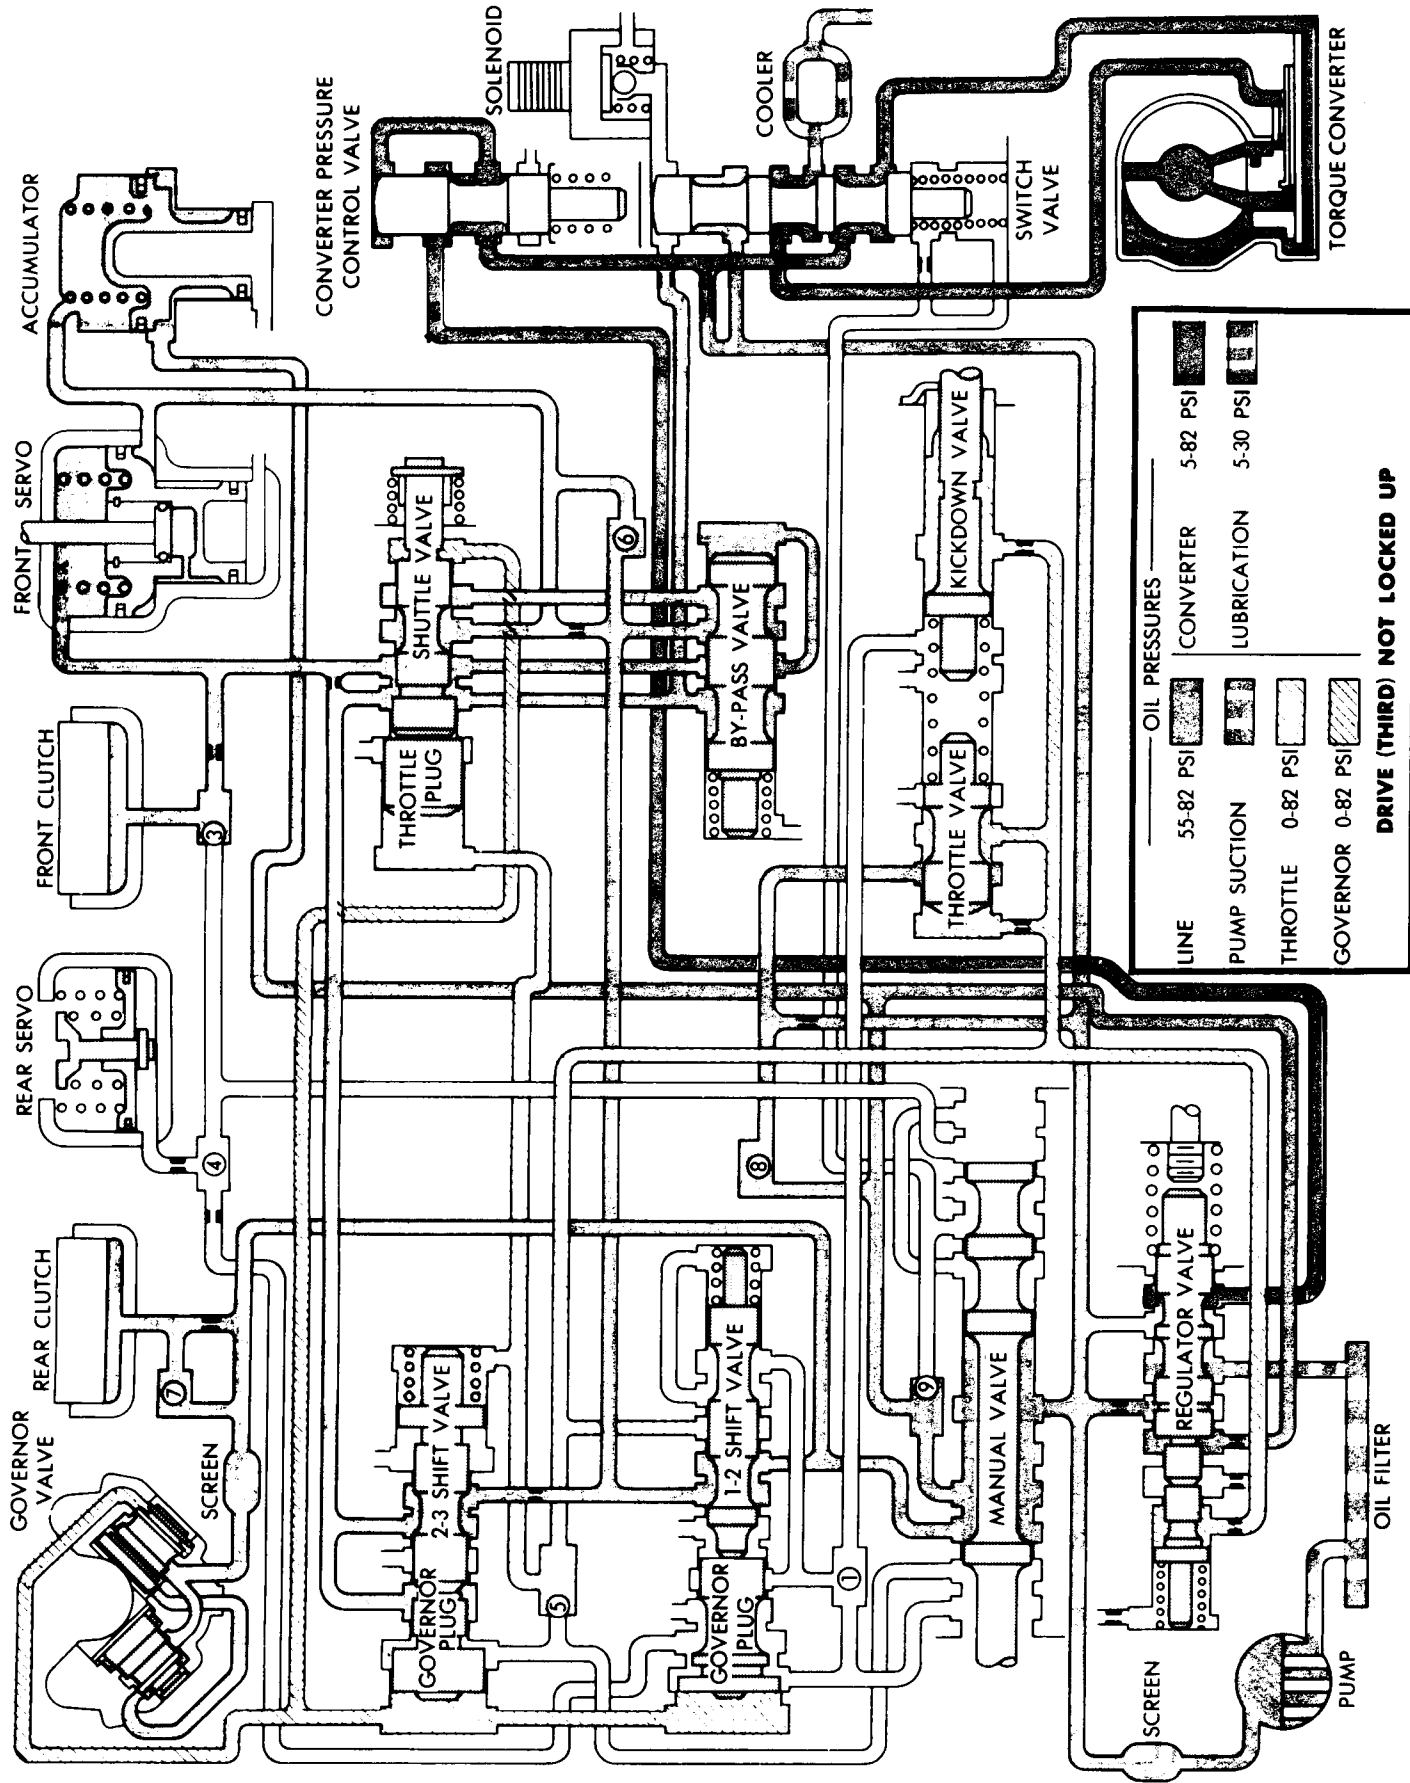 GOVERNOR
VALVE
REAR CLUTCH
REAR SERVO
FRONT CLUTCH
FRONT SERVO
ACCUMULATOR
SCREEN
7
4
3
CONVERTER PRESSURE
CONTROL VALVE
SOLENOID
GOVERNOR
PLUG
2-3 SHIFT VALVE
THROTTLE
PLUG
SHUTTLE VALVE
6
5
GOVERNOR
PLUG
1-2 SHIFT VALVE
8
BY-PASS VALVE
COOLER
1
9
THROTTLE VALVE
KICKDOWN VALVE
SWITCH
VALVE
MANUAL VALVE
REGULATOR VALVE
SCREEN
PUMP
OIL FILTER
TORQUE CONVERTER
OIL PRESSURES
LINE 55-82 PSI
PUMP SUCTION
THROTTLE 0-82 PSI
GOVERNOR 0-82 PSI
CONVERTER 5-82 PSI
LUBRICATION 5-30 PSI
DRIVE (THIRD) NOT LOCKED UP